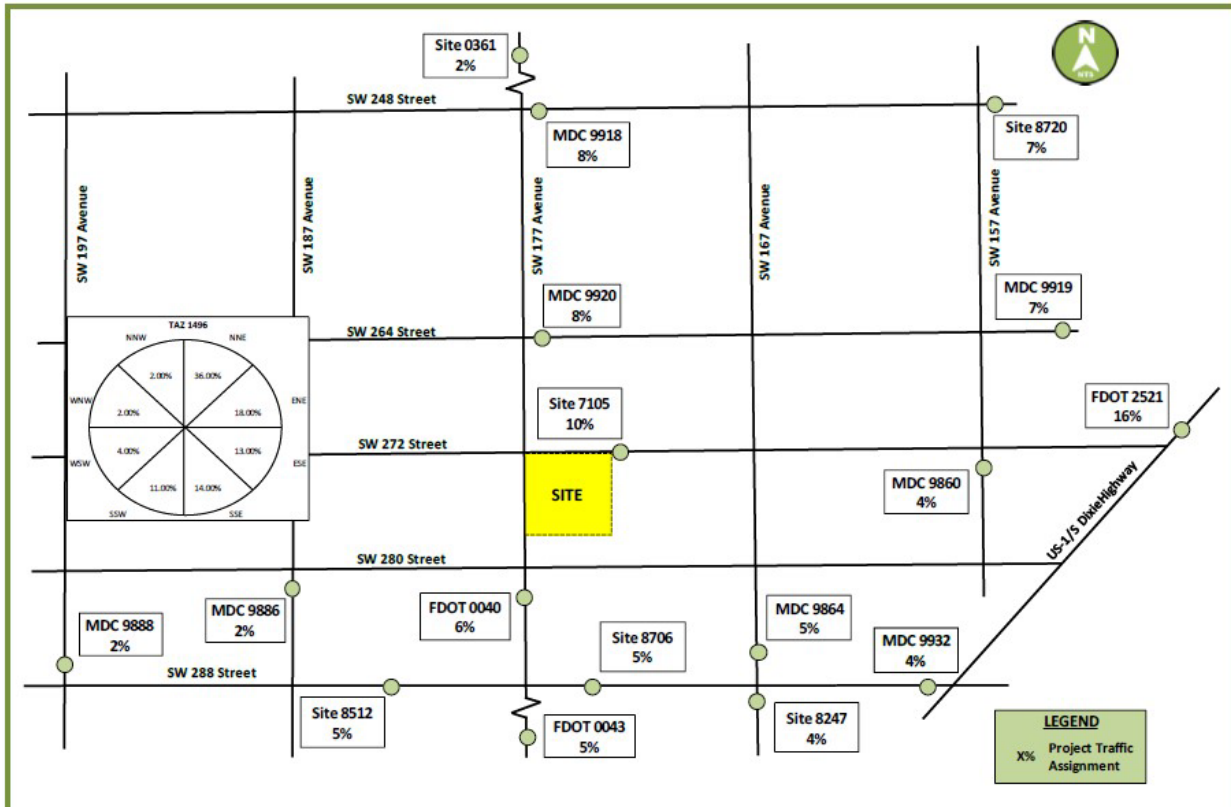 Site 0361
2%
N
NTS
SW 248 Street
MDC 9918
8%
Site 8720
7%
SW 197 Avenue
SW 187 Avenue
SW 177 Avenue
SW 167 Avenue
SW 157 Avenue
MDC 9920
8%
MDC 9919
7%
SW 264 Street
TAZ 1496
NNW
NNE
2.00%
36.00%
WNW
ENE
2.00%
18.00%
4.00%
13.00%
WSW
ESE
11.00%
14.00%
SSW
SSE
Site 7105
10%
FDOT 2521
16%
SW 272 Street
SITE
MDC 9860
4%
US-1/S DixieHighway
SW 280 Street
MDC 9888
2%
MDC 9886
2%
FDOT 0040
6%
Site 8706
5%
MDC 9864
5%
MDC 9932
4%
SW 288 Street
Site 8512
5%
FDOT 0043
5%
Site 8247
4%
LEGEND
X% Project Traffic
Assignment